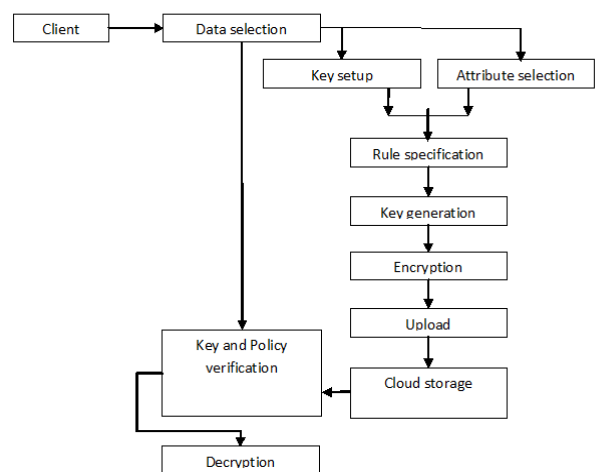 Client
Data selection
Key setup
Attribute selection
Rule specification
Key generation
Encryption
Upload
Key and Policy
verification
Cloud storage
Decryption